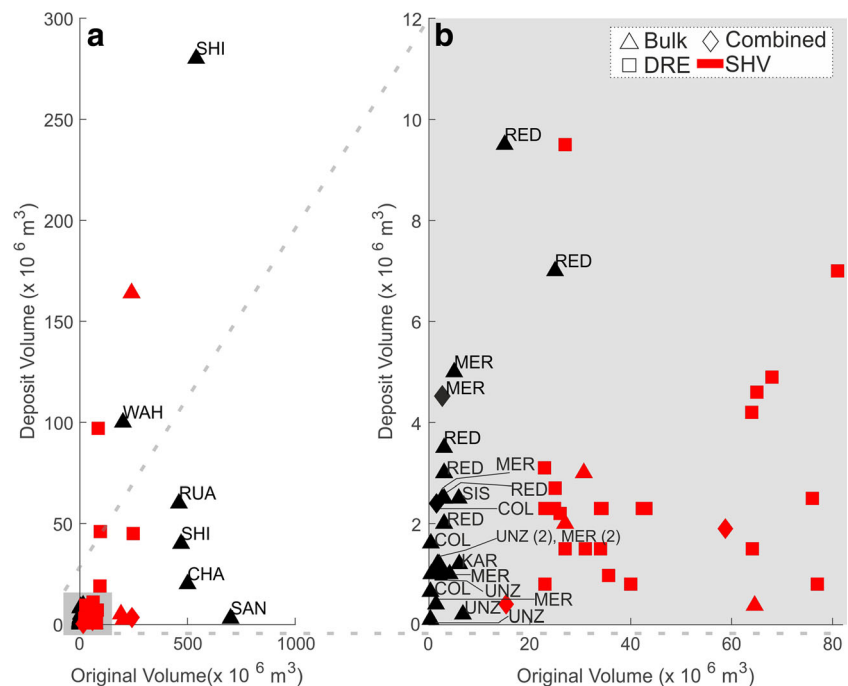 a
300
250
200
150
100
50
0
Deposit Volume (x 10 6 m3)
SHI
WAH
RUA
SHI
CHA
SAN
0
500
1000
Original Volume(x 10 6 m3)
b
12
10
8
6
4
2
0
Deposit Volume (x 10 6 m3)
Bulk Combined
DRE SHV
RED
RED
MER
MER
RED
RED MER
SIS RED
COL
RED
COL UNZ (2), MER (2)
KAR
MER
UNZ
COL
MER
UNZ
UNZ
0 20 40 60 80
Original Volume (x 10 6 m3)